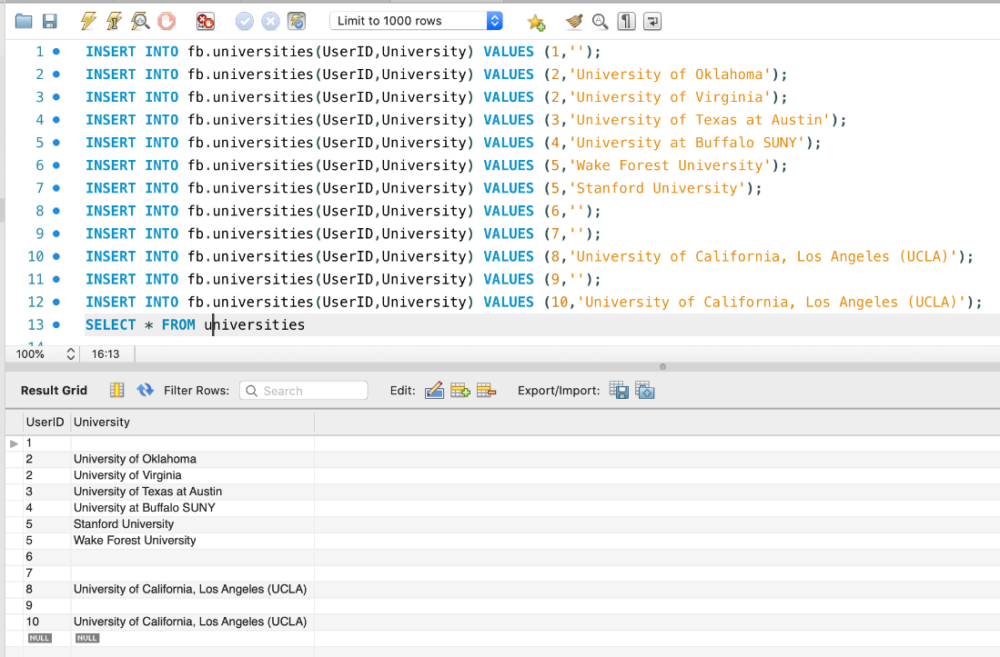 Limit to 1000 rows
1 INSERT INTO fb.universities(UserID,University) VALUES (1,'');
2 INSERT INTO fb.universities(UserID,University) VALUES (2,'University of Oklahoma');
3 INSERT INTO fb.universities(UserID,University) VALUES (2,'University of Virginia');
4 INSERT INTO fb.universities(UserID,University) VALUES (3,'University of Texas at Austin');
5 INSERT INTO fb.universities(UserID,University) VALUES (4,'University at Buffalo SUNY');
6 INSERT INTO fb.universities(UserID,University) VALUES (5,'Wake Forest University');
7 INSERT INTO fb.universities(UserID,University) VALUES (5,'Stanford University');
8 INSERT INTO fb.universities(UserID,University) VALUES (6,'');
9 INSERT INTO fb.universities(UserID,University) VALUES (7,'');
10 INSERT INTO fb.universities(UserID,University) VALUES (8,'University of California, Los Angeles (UCLA)');
11 INSERT INTO fb.universities(UserID,University) VALUES (9,'');
12 INSERT INTO fb.universities(UserID,University) VALUES (10,'University of California, Los Angeles (UCLA)');
13 SELECT * FROM universities
14
100% 16:13
Result Grid Filter Rows: Search Edit: Export/Import:
UserID University
1
2 University of Oklahoma
2 University of Virginia
3 University of Texas at Austin
4 University at Buffalo SUNY
5 Stanford University
5 Wake Forest University
6
7
8 University of California, Los Angeles (UCLA)
9
10 University of California, Los Angeles (UCLA)
NULL NULL